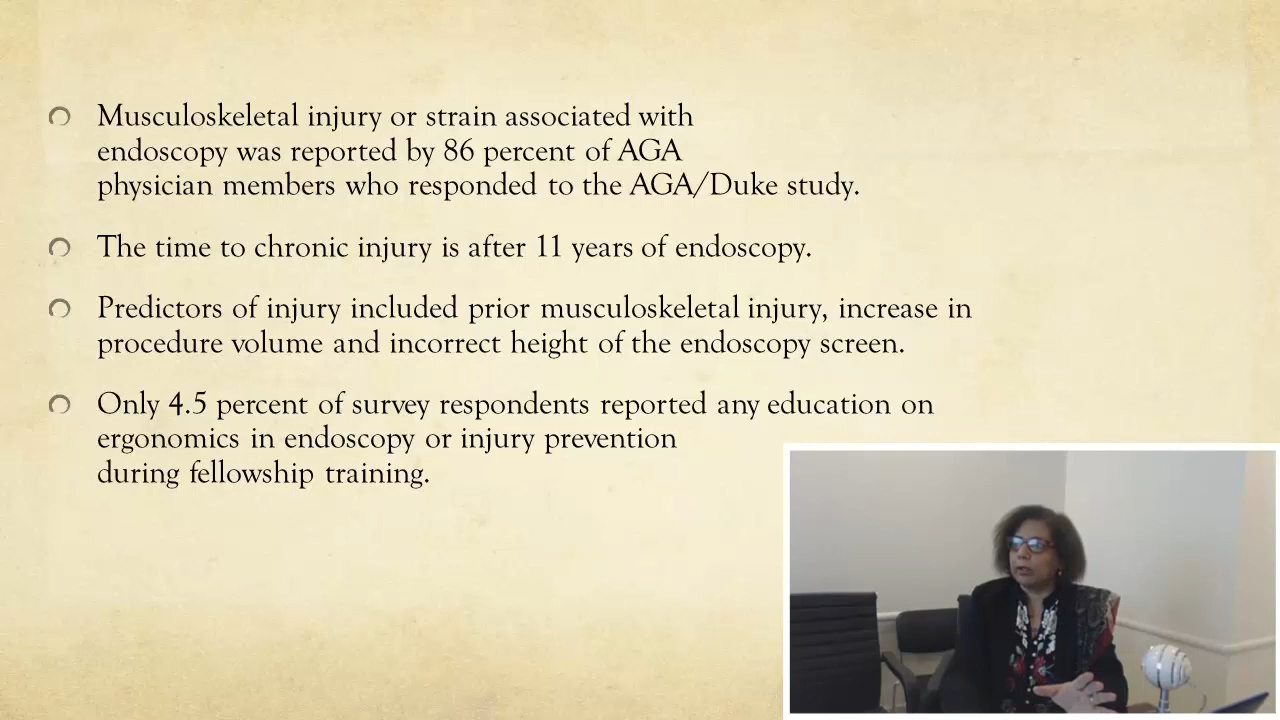 Musculoskeletal injury or strain associated with
endoscopy was reported by 86 percent of AGA
physician members who responded to the AGA/Duke study.
The time to chronic injury is after 11 years of endoscopy.
Predictors of injury included prior musculoskeletal injury, increase in
procedure volume and incorrect height of the endoscopy screen.
Only 4.5 percent of survey respondents reported any education on
ergonomics in endoscopy or injury prevention
during fellowship training.